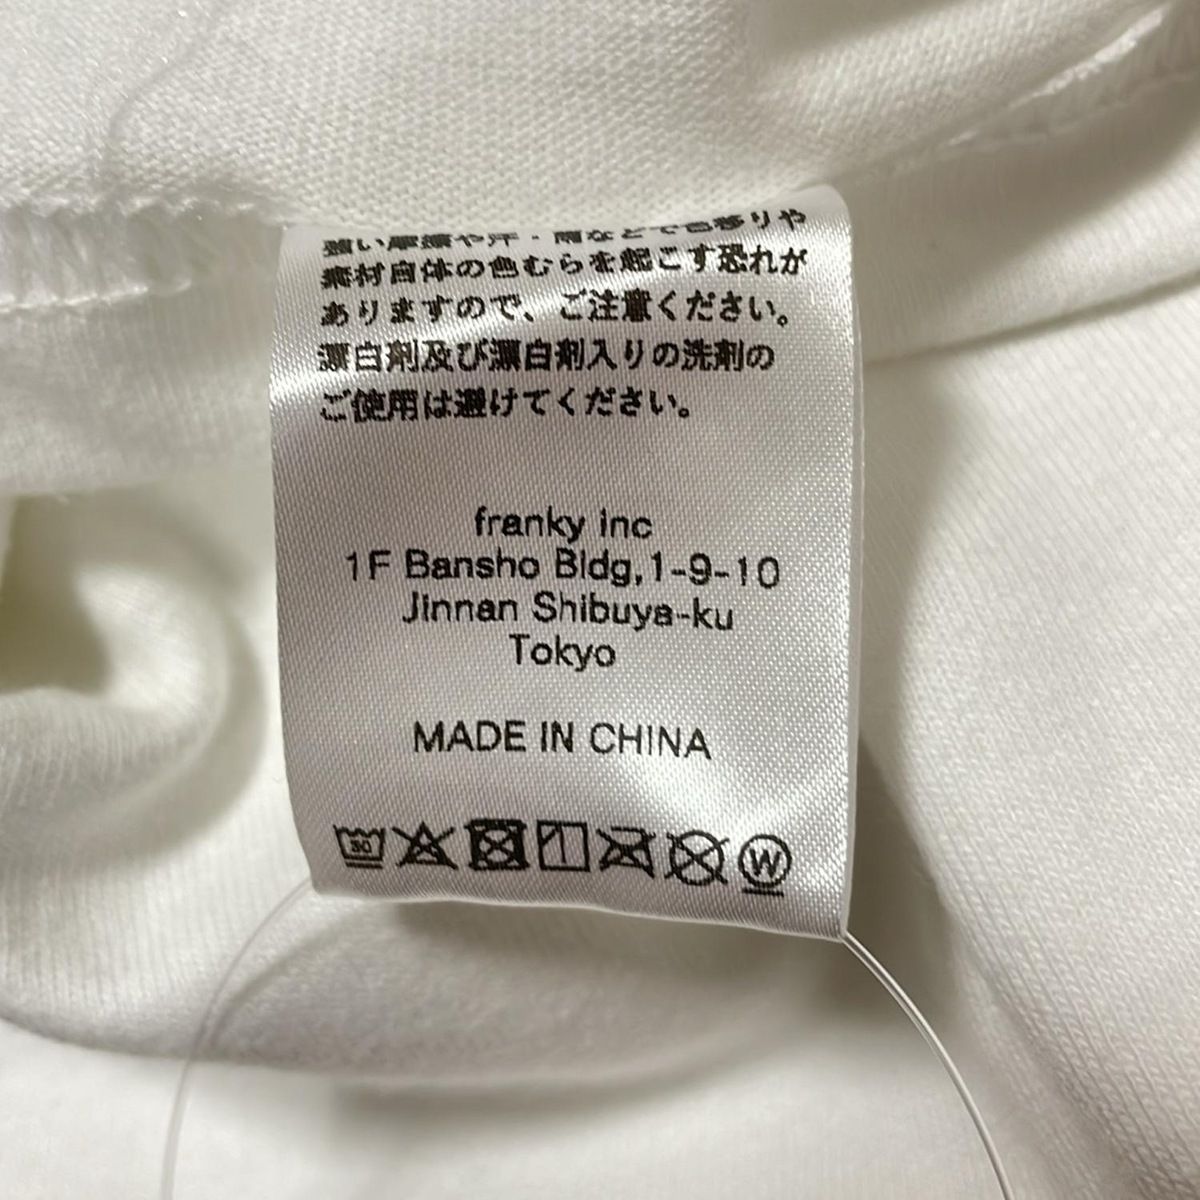 強い摩擦や汗・雨などで色移りや
素材自体の色むらを起こす恐れが
ありますので、ご注意ください。
漂白剤及び漂白剤入りの洗剤の
ご使用は避けてください。
franky inc
1F Bansho Bldg,1-9-10
Jinnan Shibuya-ku
Tokyo
MADE IN CHINA
30
W